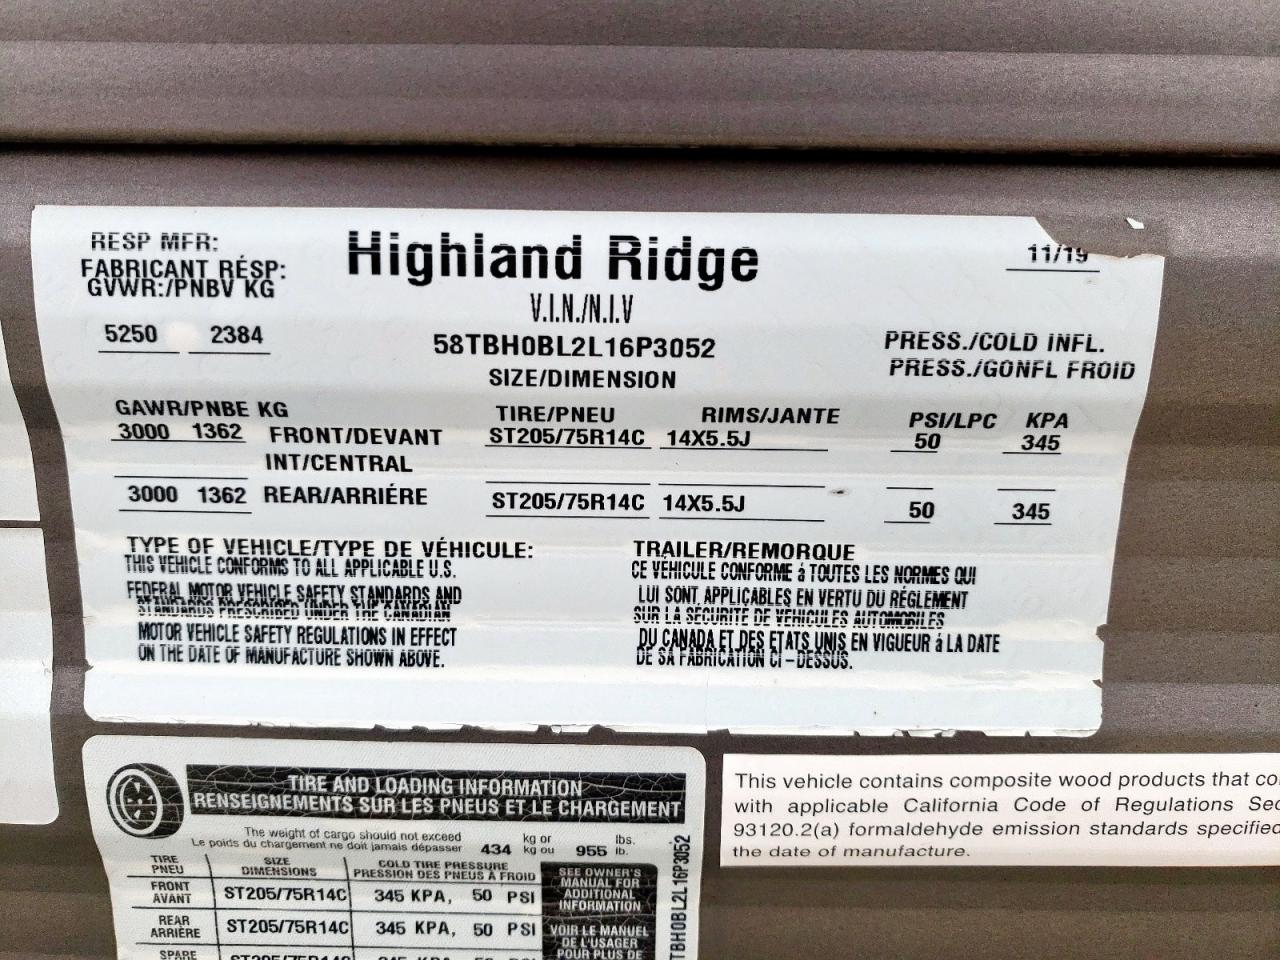 RESP MFR:
FABRICANT RÉSP:
GVWR:/PNBV KG
Highland Ridge
11/19
V.I.N./N.I.V
5250 2384
58TBH0BL2L16P3052
PRESS./COLD INFL.
PRESS./GONFL FROID
SIZE/DIMENSION
GAWR/PNBE KG TIRE/PNEU RIMS/JANTE PSI/LPC KPA
3000 1362 FRONT/DEVANT ST205/75R14C 14X5.5J 50 345
INT/CENTRAL
3000 1362 REAR/ARRIÉRE ST205/75R14C 14X5.5J 50 345
TYPE OF VEHICLE/TYPE DE VÉHICULE: TRAILER/REMORQUE
THIS VEHICLE CONFORMS TO ALL APPLICABLE U.S.
FEDERAL MOTOR VEHICLE SAFETY STANDARDS AND
STANDARDS PRESCRIBED UNDER THE CANADIAN
MOTOR VEHICLE SAFETY REGULATIONS IN EFFECT
ON THE DATE OF MANUFACTURE SHOWN ABOVE.
CE VÉHICULE CONFORME á TOUTES LES NORMES QUI
LUI SONT APPLICABLES EN VERTU DU RÉGLEMENT
SUR LA SÉCURITÉ DE VÉHICULES AUTOMOBILES
DU CANADA ET DES ETATS UNIS EN VIGUEUR á LA DATE
DE SA FABRICATION CI-DESSUS.
TIRE AND LOADING INFORMATION
RENSEIGNEMENTS SUR LES PNEUS ET LE CHARGEMENT
The weight of cargo should not exceed
Le poids du chargement ne doit jamais dépasser
434 kg or
kg ou
955 lbs.
lb.
TIRE
PNEU
SIZE
DIMENSIONS
COLD TIRE PRESSURE
PRESSION DES PNEUS À FROID
FRONT
AVANT
ST205/75R14C 345 KPA, 50 PSI
REAR
ARRIÈRE
ST205/75R14C 345 KPA, 50 PSI
SPARE
SEE OWNER'S
MANUAL FOR
ADDITIONAL
INFORMATION
VOIR LE MANUEL
DE L'USAGER
POUR PLUS DE
TBH0BL2L16P3052
This vehicle contains composite wood products that co
with applicable California Code of Regulations Sec
93120.2(a) formaldehyde emission standards specified
the date of manufacture.